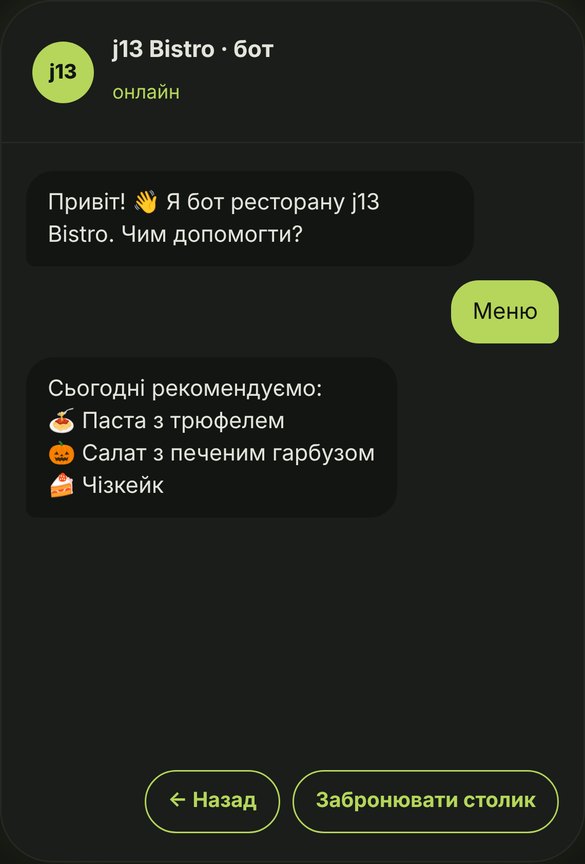 j13
j13 Bistro · бот
онлайн
Привіт! 👋 Я бот ресторану j13
Bistro. Чим допомогти?
Меню
Сьогодні рекомендуємо:
🍝 Паста з трюфелем
🎃 Салат з печеним гарбузом
🍰 Чізкейк
← Назад
Забронювати столик